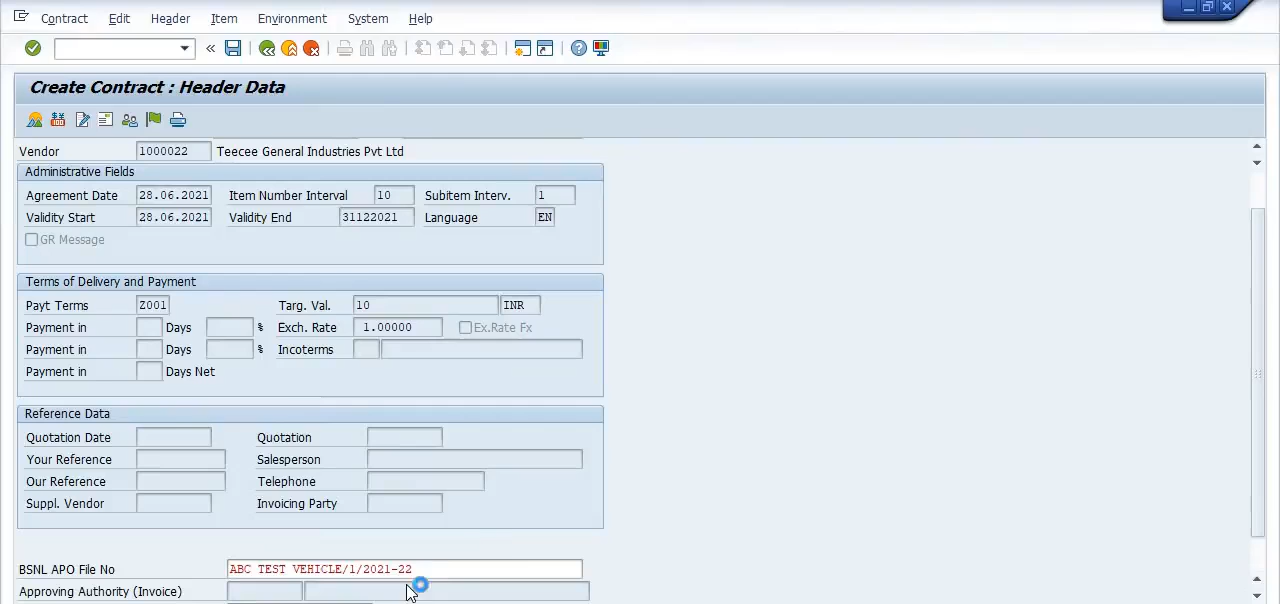 Contract Edit Header Item Environment System Help
Create Contract : Header Data
Vendor 1000022 Teecee General Industries Pvt Ltd
Administrative Fields
Agreement Date 28.06.2021 Item Number Interval 10 Subitem Interv. 1
Validity Start 28.06.2021 Validity End 31122021 Language EN
GR Message
Terms of Delivery and Payment
Payt Terms Z001 Targ. Val. 10 INR
Payment in Days % Exch. Rate 1.00000 Ex.Rate Fx
Payment in Days % Incoterms
Payment in Days Net
Reference Data
Quotation Date Quotation
Your Reference Salesperson
Our Reference Telephone
Suppl. Vendor Invoicing Party
BSNL APO File No ABC TEST VEHICLE/1/2021-22
Approving Authority (Invoice)